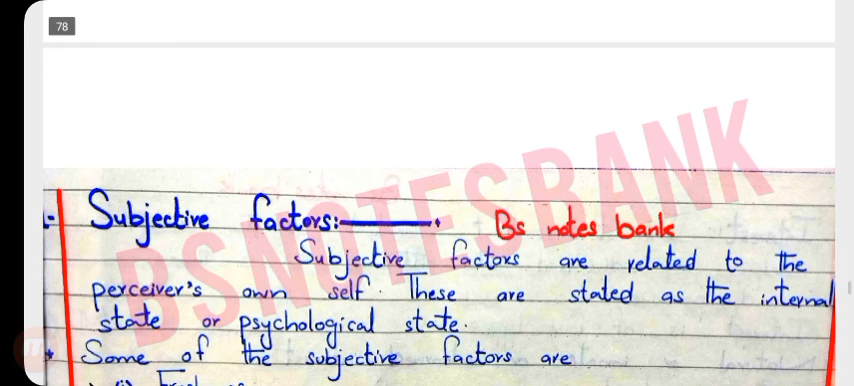 78
BSNOTESBANK
Subjective factors:
Bs notes bank
Subjective factors are related to the
perceiver's own self. These are stated as the internal
state or psychological state.
Some of the subjective factors are